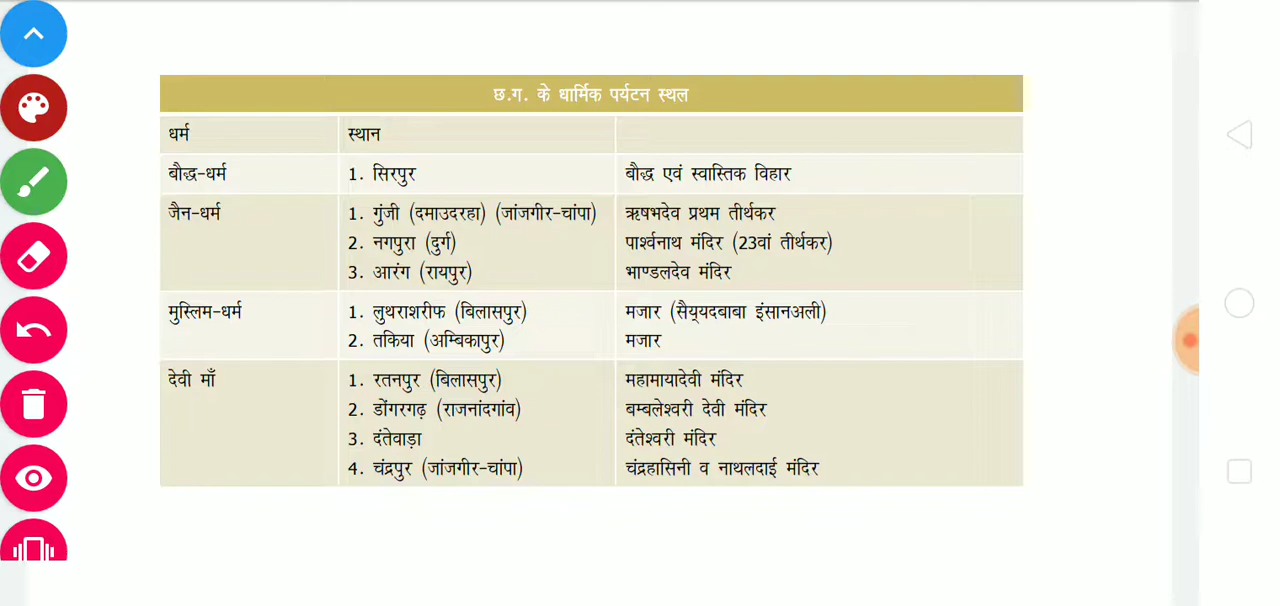 छ.ग. के धार्मिक पर्यटन स्थल
धर्म स्थान
बौद्ध-धर्म 1. सिरपुर बौद्ध एवं स्वास्तिक विहार
जैन-धर्म 1. गुंजी (दमाउदरहा) (जांजगीर-चांपा) ऋषभदेव प्रथम तीर्थकर
2. नगपुरा (दुर्ग) पार्श्वनाथ मंदिर (23वां तीर्थकर)
3. आरंग (रायपुर) भाण्डलदेव मंदिर
मुस्लिम-धर्म 1. लुथराशरीफ (बिलासपुर) मजार (सैय्यदबाबा इंसानअली)
2. तकिया (अम्बिकापुर) मजार
देवी माँ 1. रतनपुर (बिलासपुर) महामायादेवी मंदिर
2. डोंगरगढ़ (राजनांदगांव) बम्बलेश्वरी देवी मंदिर
3. दंतेवाड़ा दंतेश्वरी मंदिर
4. चंद्रपुर (जांजगीर-चांपा) चंद्रहासिनी व नाथलदाई मंदिर